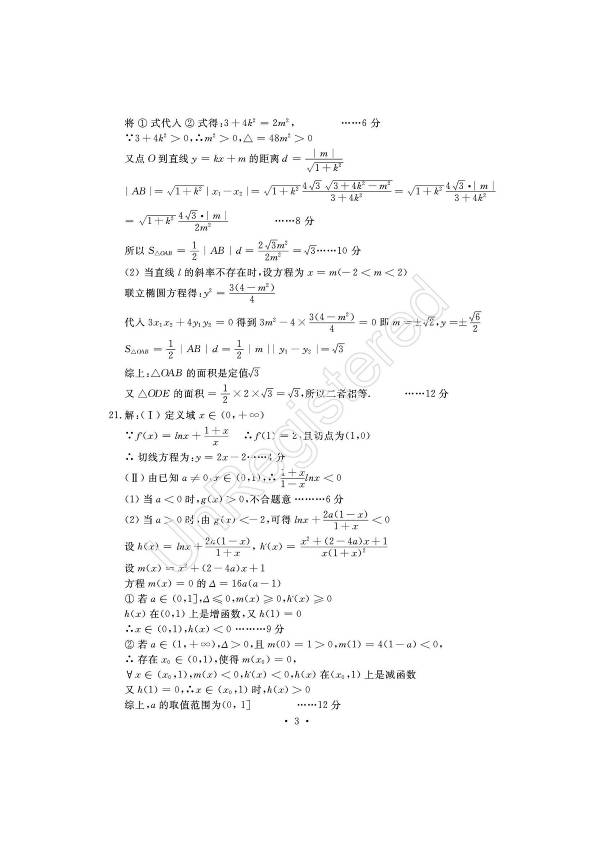 将 ① 式代入 ② 式得:3 + 4k² = 2m², ……6 分
∵3 + 4k² > 0,∴m² > 0,△ = 48m² > 0
又点 O 到直线 y = kx + m 的距离 d = |m| / √(1 + k²)
|AB| = √(1 + k²) |x₁ − x₂| = √(1 + k²) · 4√3 √(3 + 4k² − m²) / (3 + 4k²) = √(1 + k²) · 4√3·|m| / (3 + 4k²)
= √(1 + k²) · 4√3·|m| / 2m² ……8 分
所以 S△OAB = 1/2 |AB| d = 2√3m² / 2m² = √3……10 分
(2) 当直线 l 的斜率不存在时,设方程为 x = m(− 2 < m < 2)
联立椭圆方程得:y² = 3(4 − m²) / 4
代入 3x₁x₂ + 4y₁y₂ = 0 得到 3m² − 4 × 3(4 − m²) / 4 = 0 即 m = ±√2,y = ±√6 / 2
S△OAB = 1/2 |AB| d = 1/2 |m| |y₁ − y₂| = √3
综上:△OAB 的面积是定值√3
又 △ODE 的面积 = 1/2 × 2 × √3 = √3,所以二者相等. ……12 分
21. 解:(Ⅰ) 定义域 x ∈ (0, + ∞)
∵ f′(x) = lnx + (1 + x) / x ∴ f′(1) = 2,且切点为(1,0)
∴ 切线方程为:y = 2x − 2……4 分
(Ⅱ) 由已知 a ≠ 0,x ∈ (0,1),∴ (1 + x) / (1 − x) lnx < 0
(1) 当 a < 0 时,g(x) > 0,不合题意 ………6 分
(2) 当 a > 0 时,由 g(x) < − 2,可得 lnx + 2a(1 − x) / (1 + x) < 0
设 h(x) = lnx + 2a(1 − x) / (1 + x), h′(x) = (x² + (2 − 4a)x + 1) / x(1 + x)²
设 m(x) = x² + (2 − 4a)x + 1
方程 m(x) = 0 的 Δ = 16a(a − 1)
① 若 a ∈ (0,1],Δ ⩽ 0,m(x) ⩾ 0,h′(x) ⩾ 0
h(x) 在(0,1) 上是增函数,又 h(1) = 0
∴x ∈ (0,1),h(x) < 0 ………9 分
② 若 a ∈ (1, + ∞),Δ > 0,且 m(0) = 1 > 0,m(1) = 4(1 − a) < 0,
∴ 存在 x₀ ∈ (0,1),使得 m(x₀) = 0,
∀ x ∈ (x₀,1),m(x) < 0,h′(x) < 0,h(x) 在(x₀,1) 上是减函数
又 h(1) = 0,∴x ∈ (x₀,1) 时,h(x) > 0
综上,a 的取值范围为(0, 1] ……12 分
· 3 ·
UnRegistered